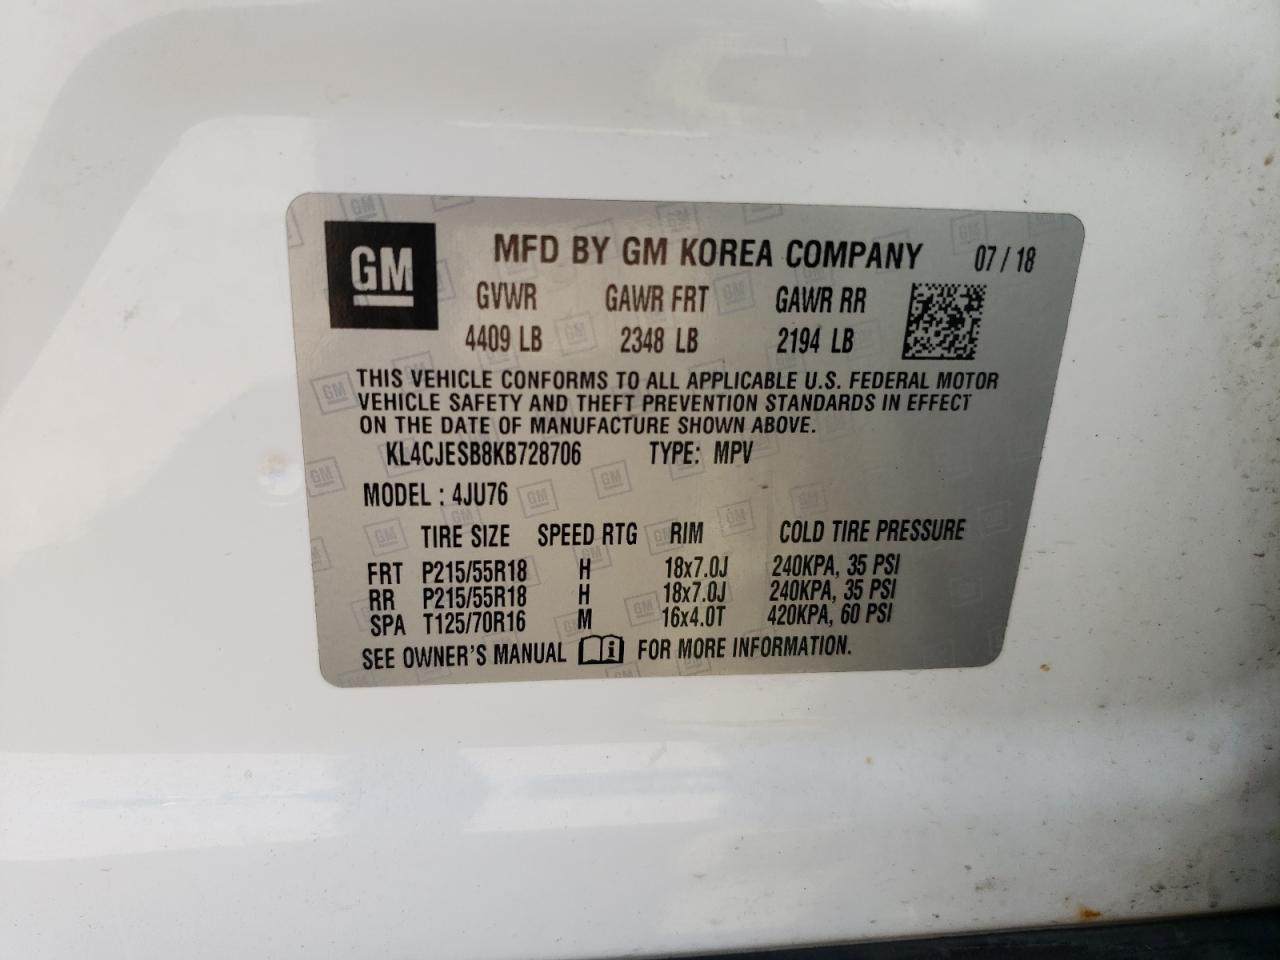 GM MFD BY GM KOREA COMPANY 07/18
GVWR GAWR FRT GAWR RR
4409 LB 2348 LB 2194 LB
THIS VEHICLE CONFORMS TO ALL APPLICABLE U.S. FEDERAL MOTOR
VEHICLE SAFETY AND THEFT PREVENTION STANDARDS IN EFFECT
ON THE DATE OF MANUFACTURE SHOWN ABOVE.
KL4CJESB8KB728706 TYPE: MPV
MODEL : 4JU76
TIRE SIZE SPEED RTG RIM COLD TIRE PRESSURE
FRT P215/55R18 H 18x7.0J 240KPA, 35 PSI
RR P215/55R18 H 18x7.0J 240KPA, 35 PSI
SPA T125/70R16 M 16x4.0T 420KPA, 60 PSI
SEE OWNER'S MANUAL i FOR MORE INFORMATION.